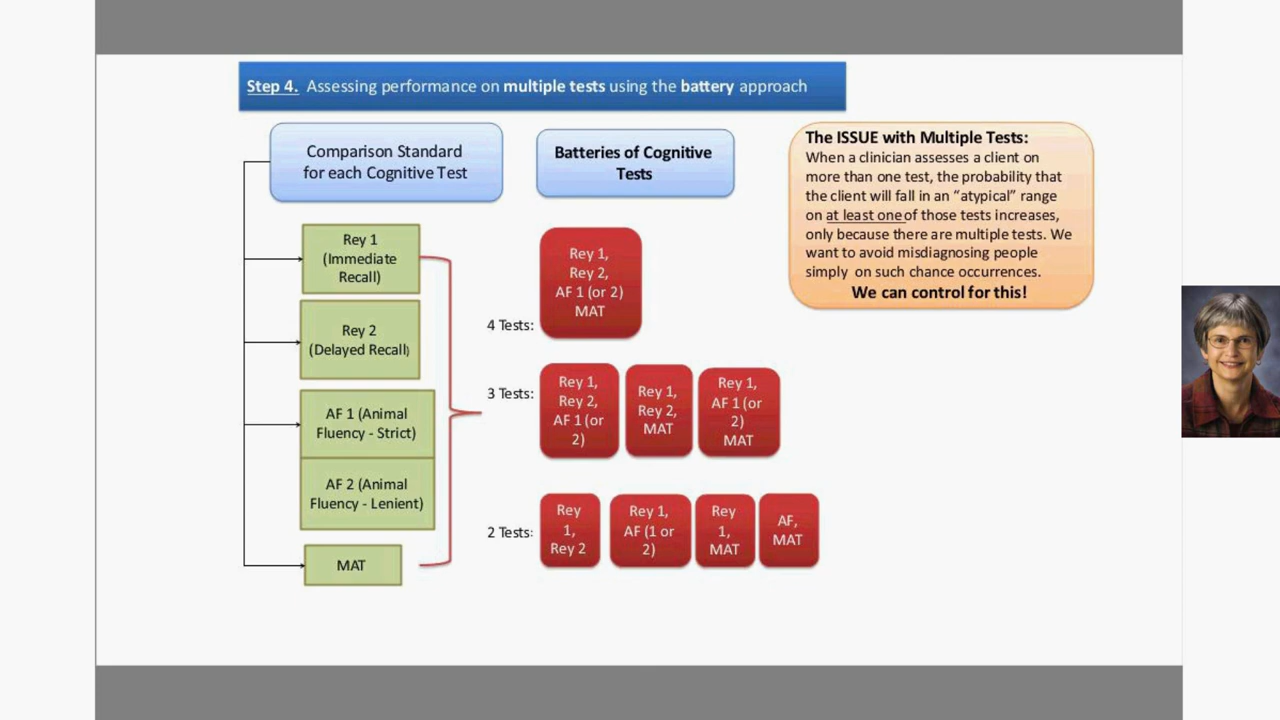 Step 4. Assessing performance on multiple tests using the battery approach
Comparison Standard
for each Cognitive Test
Batteries of Cognitive
Tests
The ISSUE with Multiple Tests:
When a clinician assesses a client on
more than one test, the probability that
the client will fall in an “atypical” range
on at least one of those tests increases,
only because there are multiple tests. We
want to avoid misdiagnosing people
simply on such chance occurrences.
We can control for this!
Rey 1
(Immediate
Recall)
Rey 2
(Delayed Recall)
AF 1 (Animal
Fluency - Strict)
AF 2 (Animal
Fluency - Lenient)
MAT
4 Tests:
Rey 1,
Rey 2,
AF 1 (or 2)
MAT
3 Tests:
Rey 1,
Rey 2,
AF 1 (or
2)
Rey 1,
Rey 2,
MAT
Rey 1,
AF 1 (or
2)
MAT
2 Tests:
Rey
1,
Rey 2
Rey 1,
AF (1 or
2)
Rey
1,
MAT
AF,
MAT